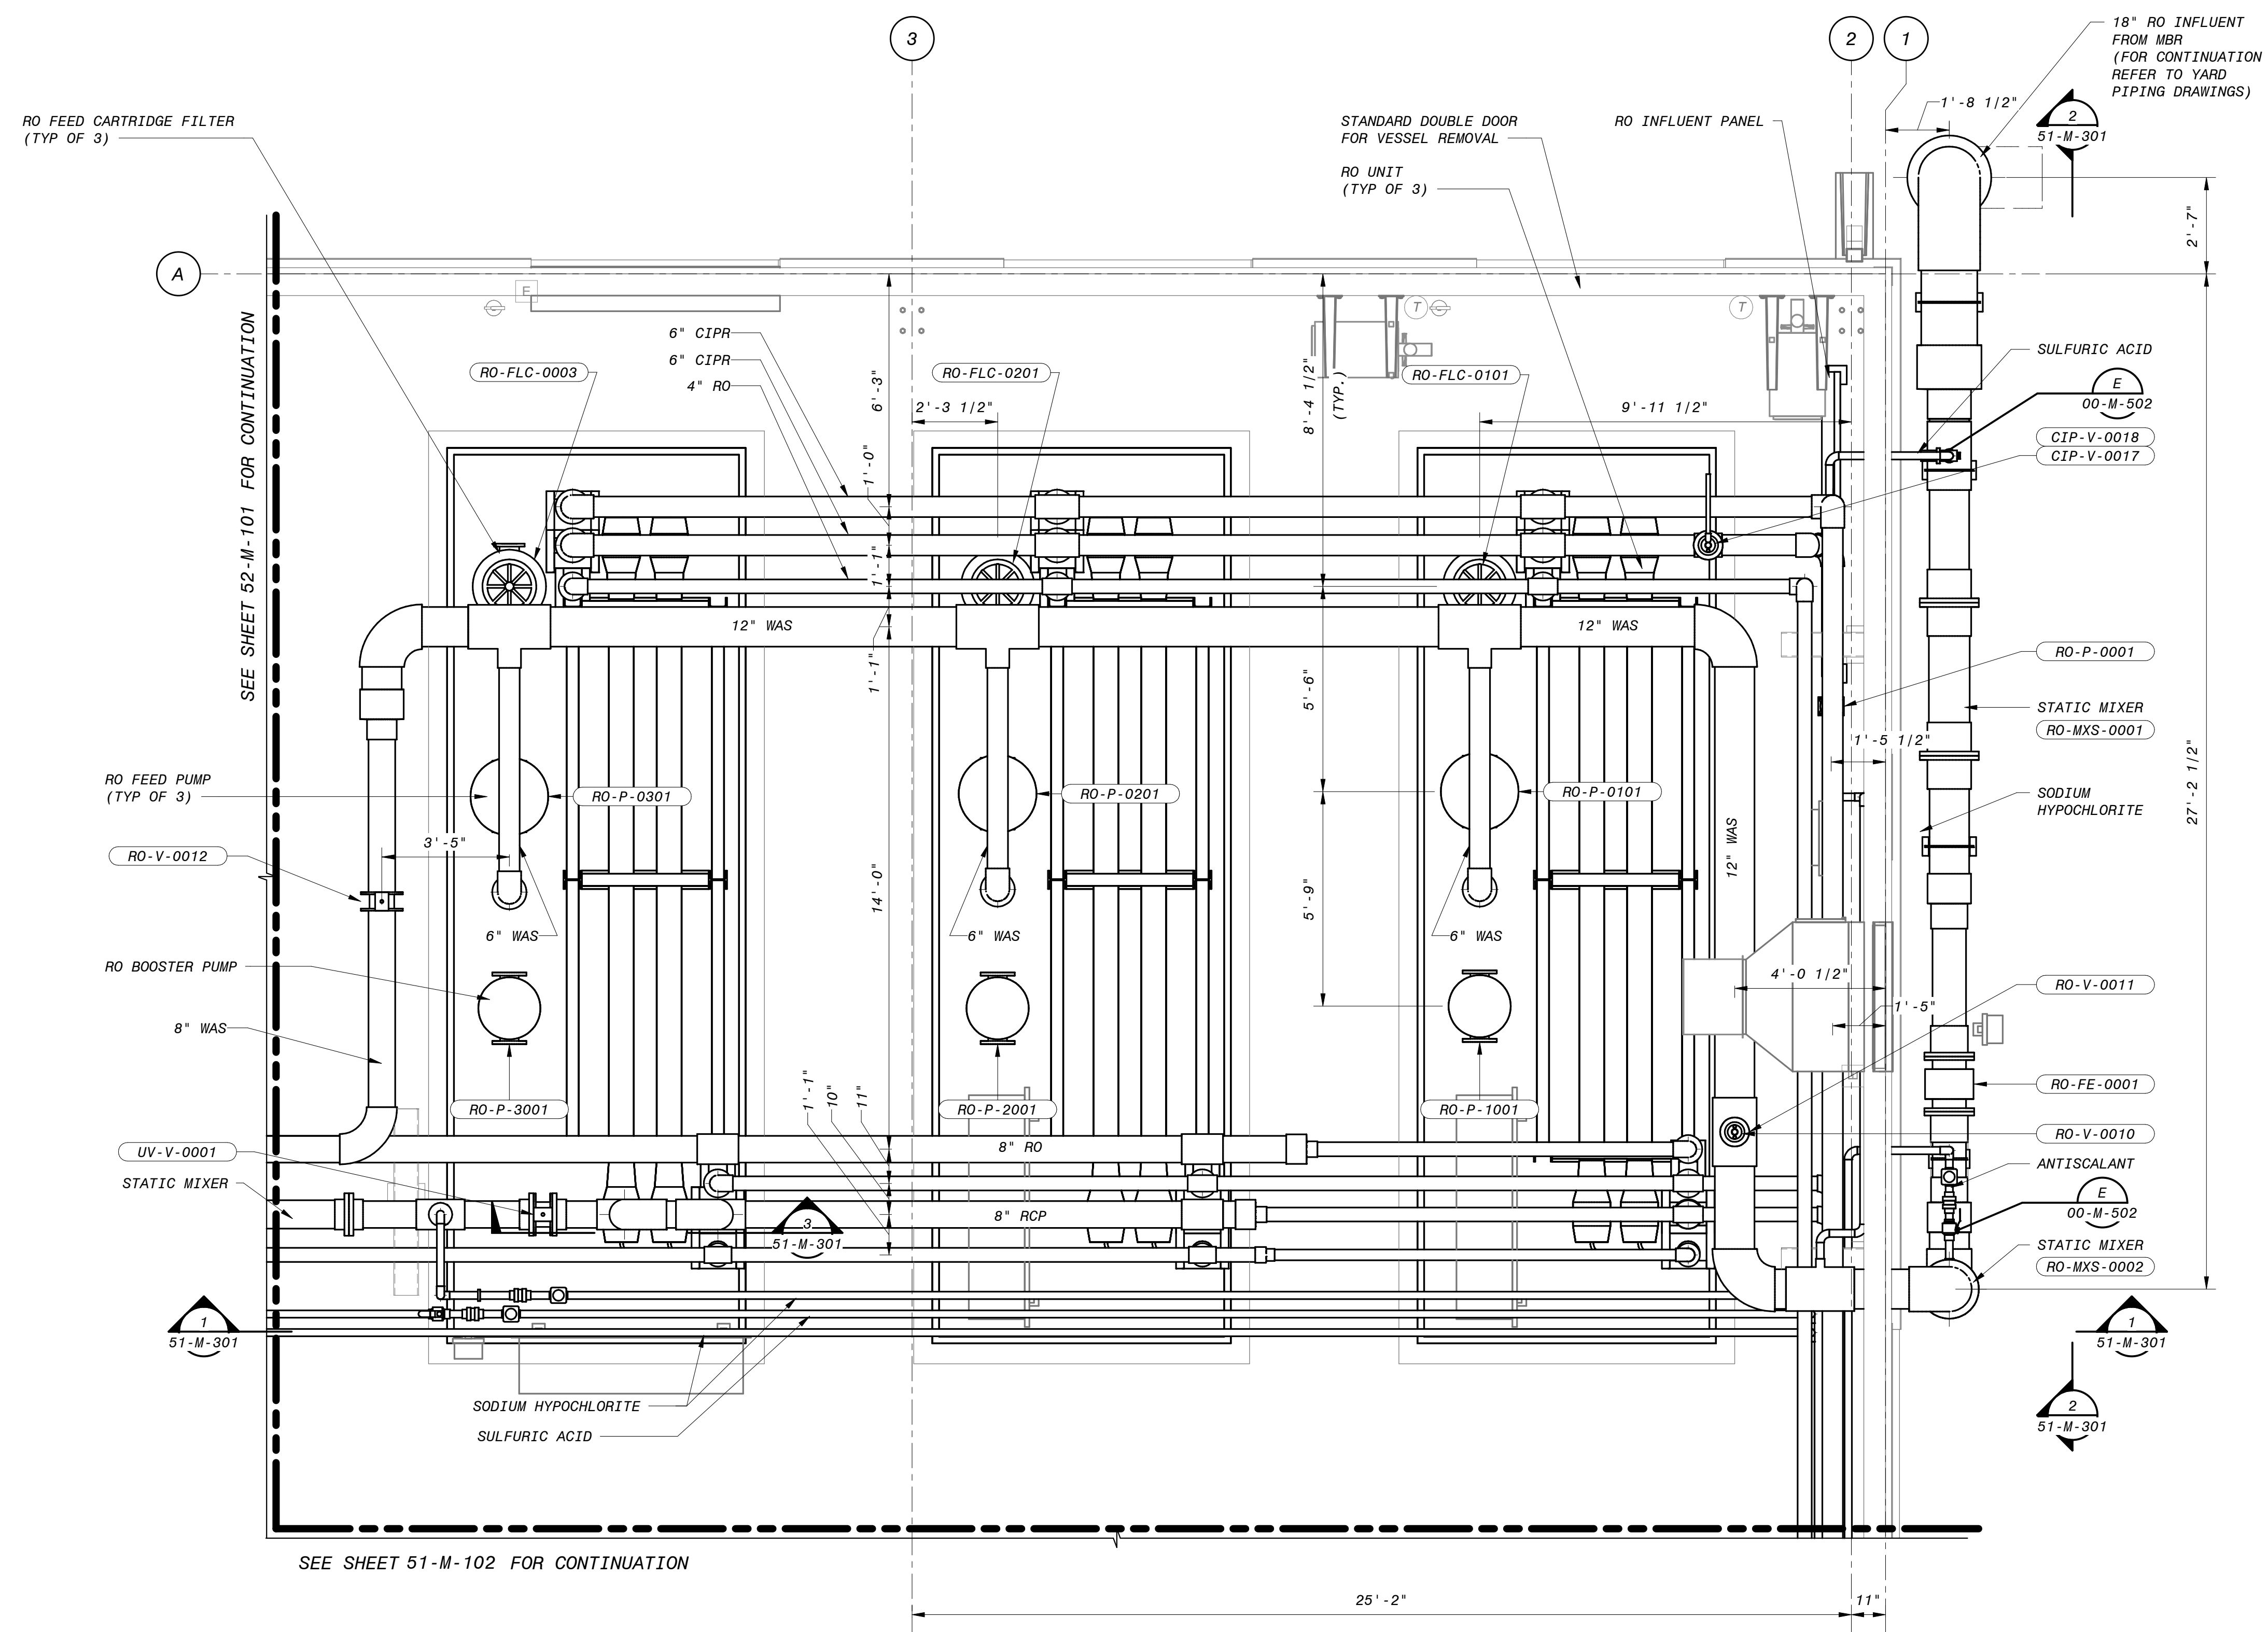 3
2
1
18" RO INFLUENT
FROM MBR
(FOR CONTINUATION
REFER TO YARD
PIPING DRAWINGS)
1'-8 1/2"
2
51-M-301
RO FEED CARTRIDGE FILTER
(TYP OF 3)
STANDARD DOUBLE DOOR
FOR VESSEL REMOVAL
RO INFLUENT PANEL
RO UNIT
(TYP OF 3)
2'-7"
A
F
T
T
SEE SHEET 52-M-101 FOR CONTINUATION
6" CIPR
6" CIPR
4" RO
RO-FLC-0003
RO-FLC-0201
RO-FLC-0101
6'-3"
2'-3 1/2"
8'-4 1/2"
(TYP.)
9'-11 1/2"
SULFURIC ACID
E
00-M-502
CIP-V-0018
CIP-V-0017
1'-0"
1'-1"
1'-1"
12" WAS
12" WAS
5'-6"
RO-P-0001
STATIC MIXER
RO-MXS-0001
1'-5 1/2"
27'-2 1/2"
RO FEED PUMP
(TYP OF 3)
RO-P-0301
RO-P-0201
RO-P-0101
SODIUM
HYPOCHLORITE
3'-5"
12" WAS
RO-V-0012
14'-0"
5'-9"
6" WAS
6" WAS
6" WAS
RO BOOSTER PUMP
4'-0 1/2"
RO-V-0011
1'-5"
8" WAS
1'-1"
10"
11"
RO-FE-0001
RO-P-3001
RO-P-2001
RO-P-1001
8" RO
RO-V-0010
UV-V-0001
ANTISCALANT
STATIC MIXER
E
00-M-502
8" RCP
3
51-M-301
STATIC MIXER
RO-MXS-0002
1
51-M-301
1
51-M-301
SODIUM HYPOCHLORITE
SULFURIC ACID
2
51-M-301
SEE SHEET 51-M-102 FOR CONTINUATION
25'-2"
11"